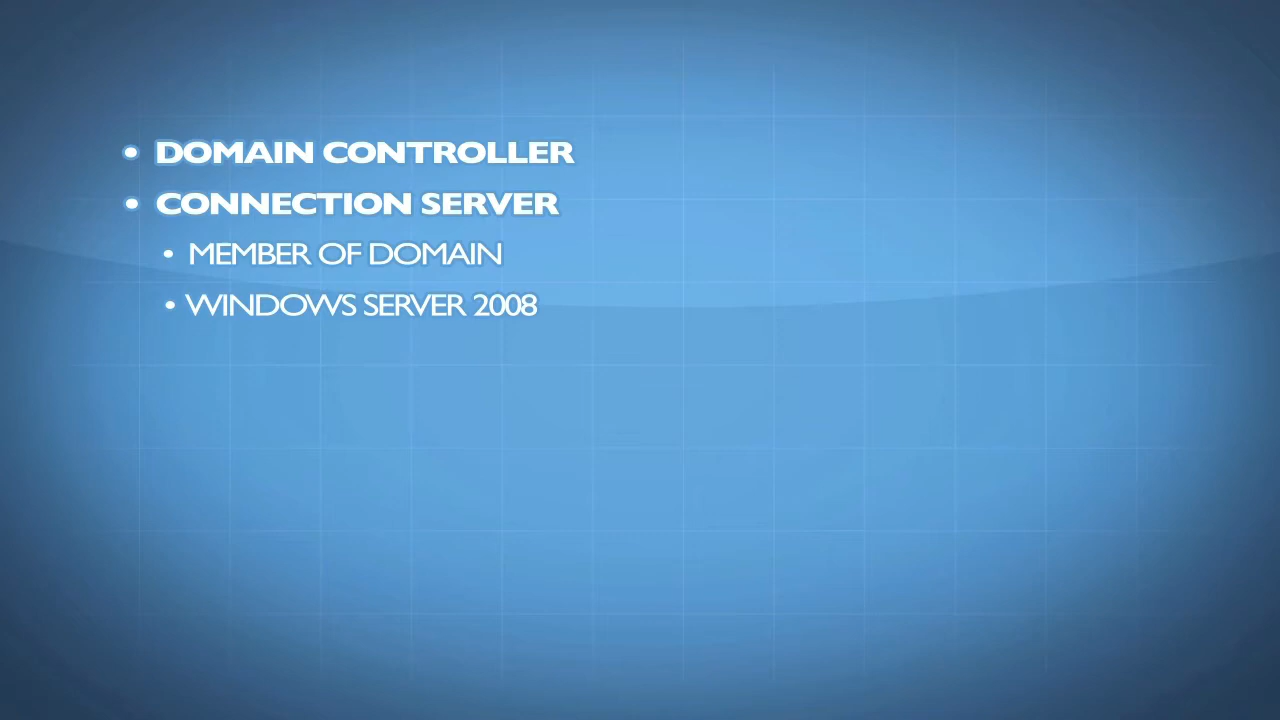 • DOMAIN CONTROLLER
• CONNECTION SERVER
• MEMBER OF DOMAIN
• WINDOWS SERVER 2008